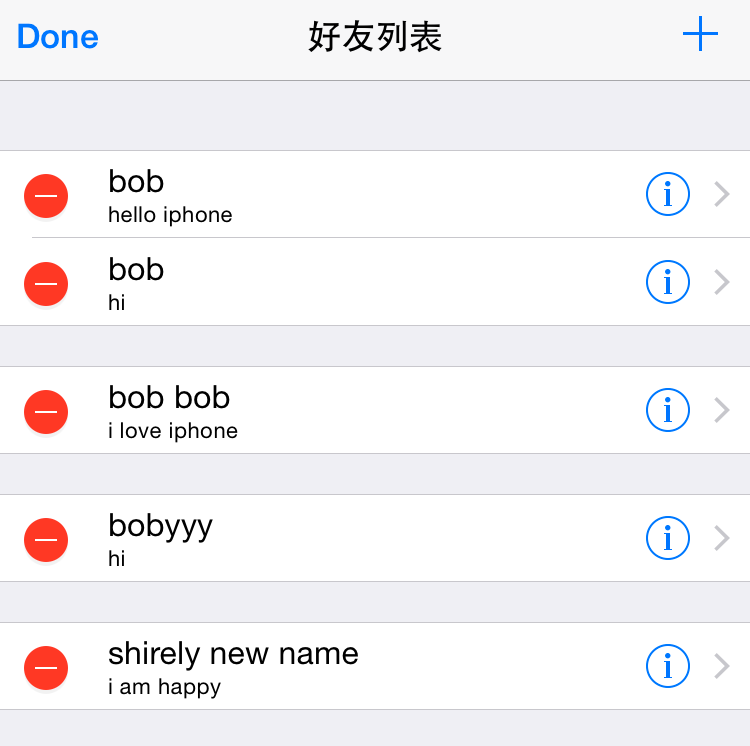 Done
好友列表
bob
hello iphone
bob
hi
bob bob
i love iphone
bobyyy
hi
shirely new name
i am happy